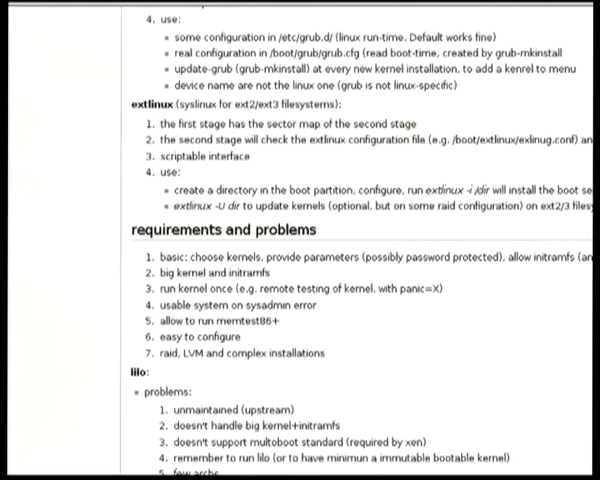 4. use:
some configuration in /etc/grub.d/ (linux run-time. Default works fine)
real configuration in /boot/grub/grub.cfg (read boot-time, created by grub-mkinstall
update-grub (grub-mkinstall) at every new kernel installation, to add a kenrel to menu
device name are not the linux one (grub is not linux-specific)
extlinux (syslinux for ext2/ext3 filesystems):
1. the first stage has the sector map of the second stage
2. the second stage will check the extlinux configuration file (e.g. /boot/extlinux/exlinug.conf) an
3. scriptable interface
4. use:
create a directory in the boot partition, configure, run extlinux -i /dir will install the boot se
extlinux -U dir to update kernels (optional, but on some raid configuration) on ext2/3 files
requirements and problems
1. basic: choose kernels, provide parameters (possibly password protected), allow initramfs (an
2. big kernel and initramfs
3. run kernel once (e.g. remote testing of kernel, with panic=X)
4. usable system on sysadmin error
5. allow to run memtest86+
6. easy to configure
7. raid, LVM and complex installations
lilo:
problems:
1. unmaintained (upstream)
2. doesn't handle big kernel+initramfs
3. doesn't support multoboot standard (required by xen)
4. remember to run lilo (or to have minimun a immutable bootable kernel)
5. few archs